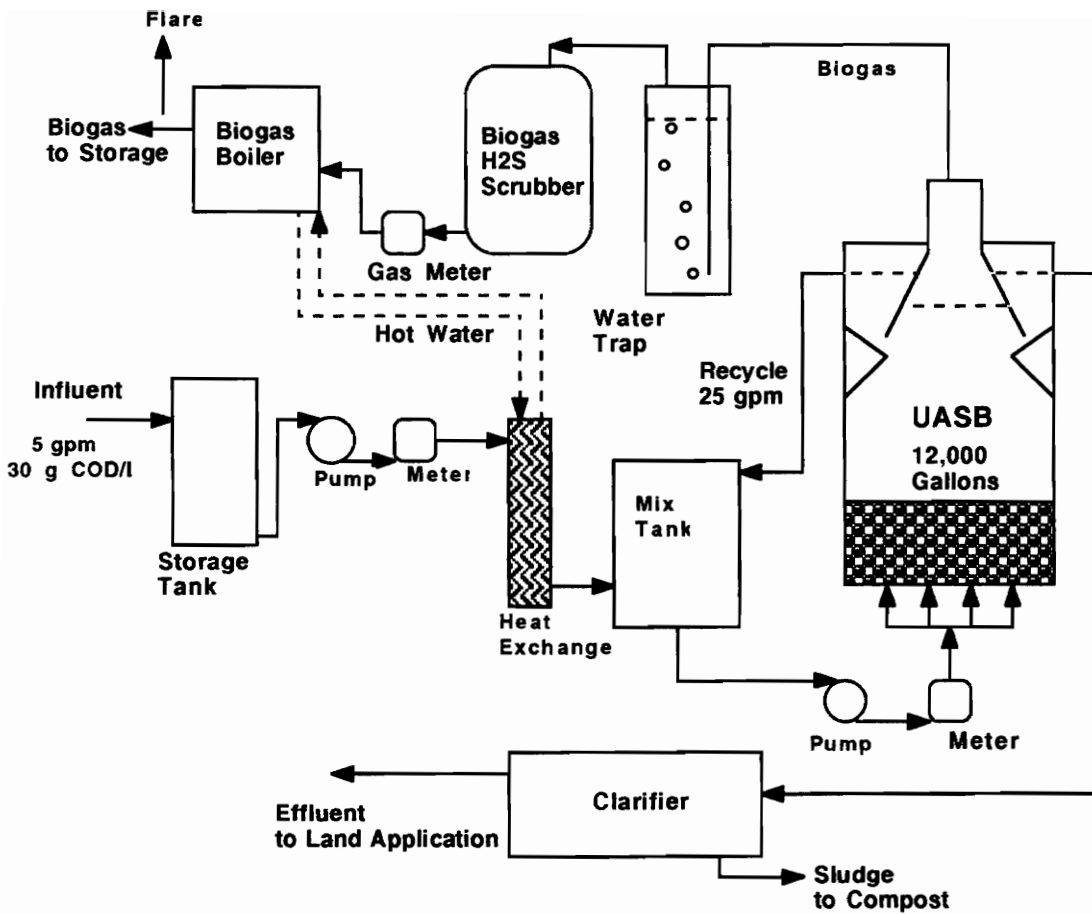 Flare
Biogas
to Storage
Biogas
Boiler
Gas Meter
Biogas
H2S
Scrubber
Water
Trap
Biogas
Hot Water
Recycle
25 gpm
UASB
12,000
Gallons
Influent
5 gpm
30 g COD/l
Storage
Tank
Pump
Meter
Heat
Exchange
Mix
Tank
Pump
Meter
Clarifier
Effluent
to Land Application
Sludge
to Compost